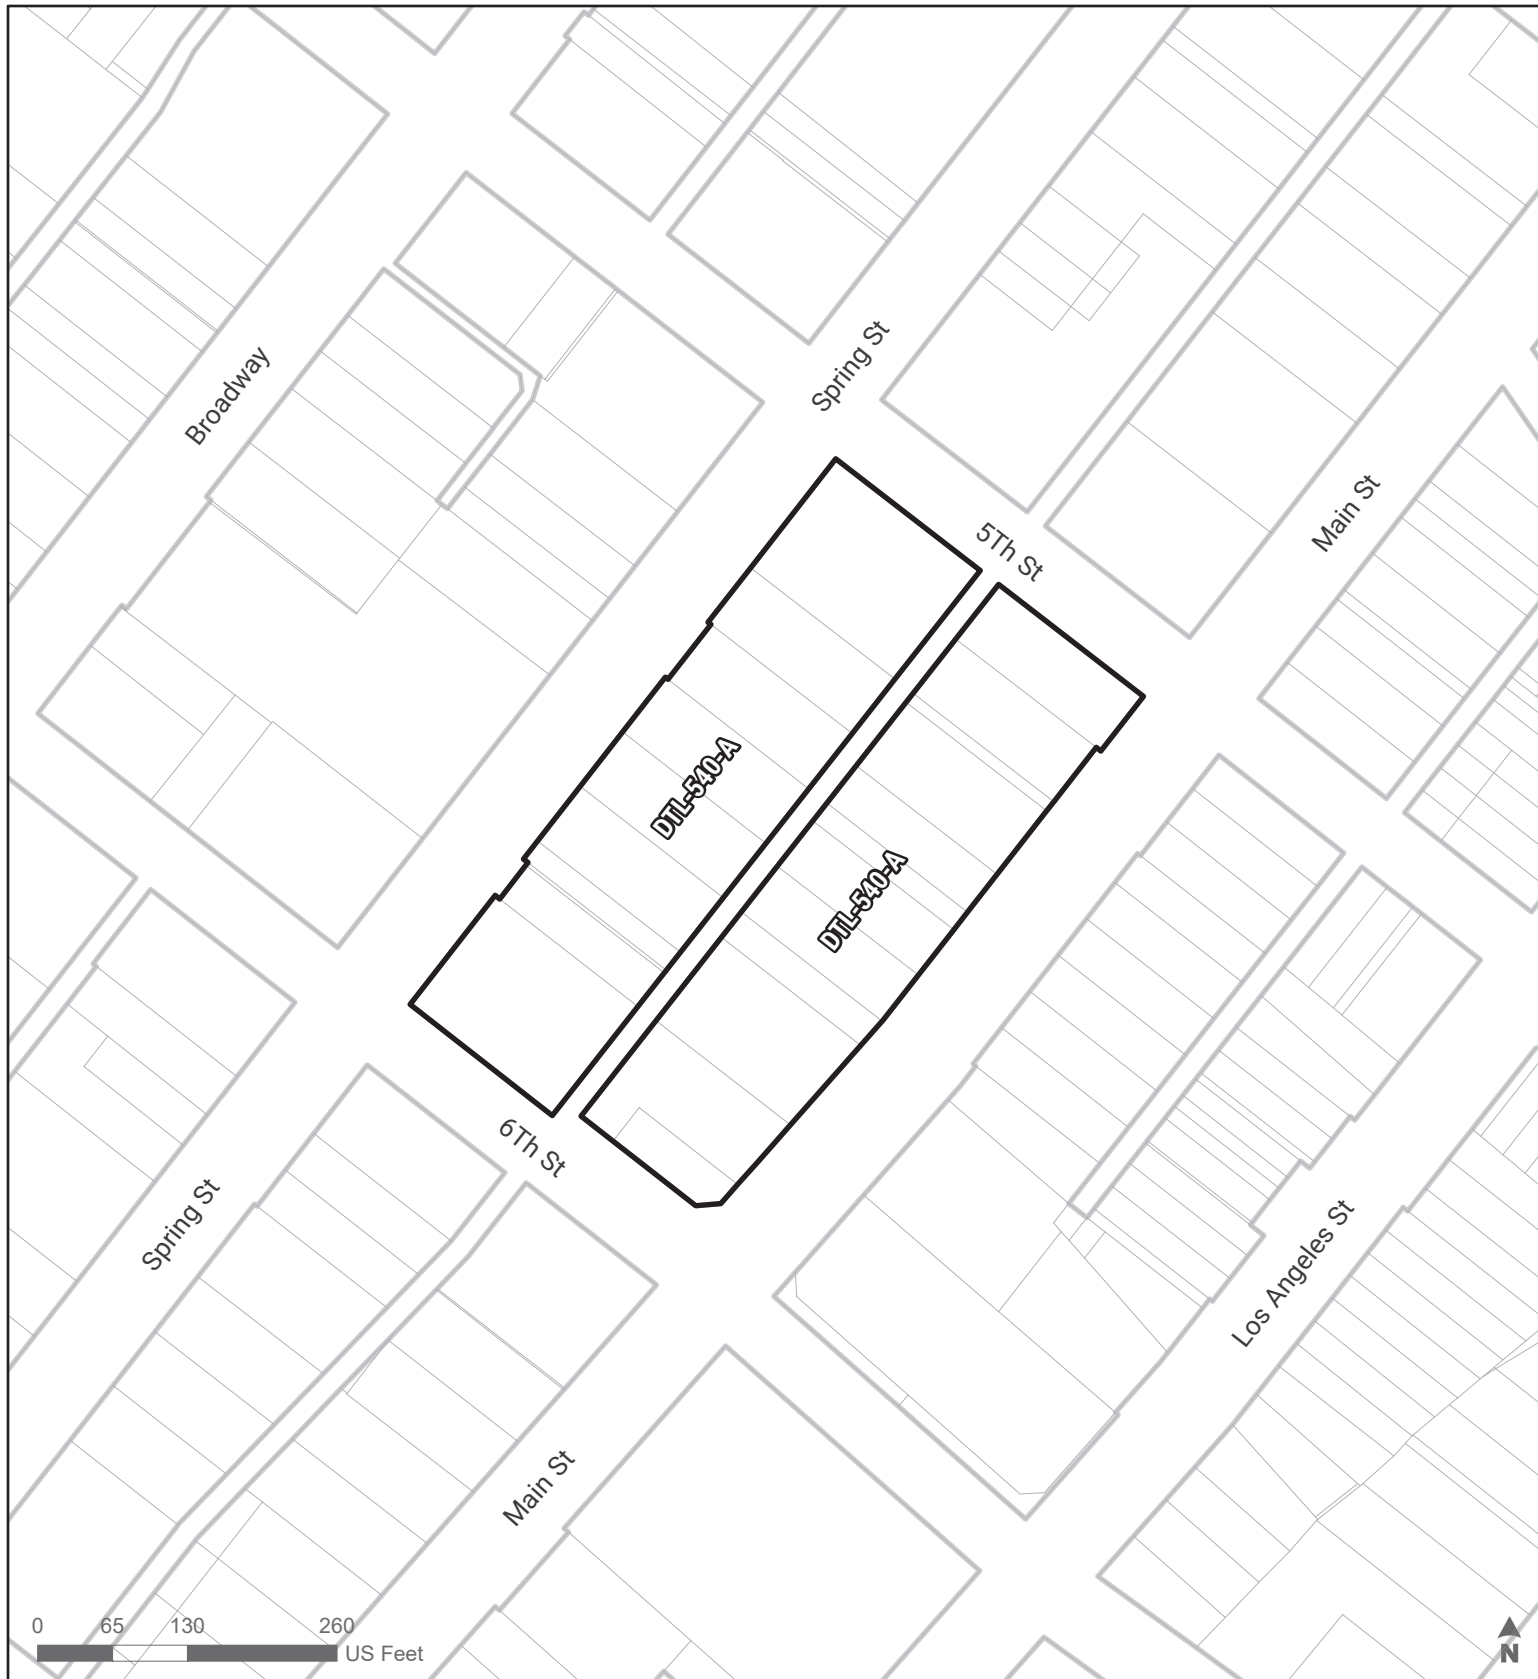 Spring St
Broadway
Main St
5Th St
DTL-540-A
DTL-540-A
6Th St
Spring St
Los Angeles St
Main St
0 65 130 260
US Feet
N